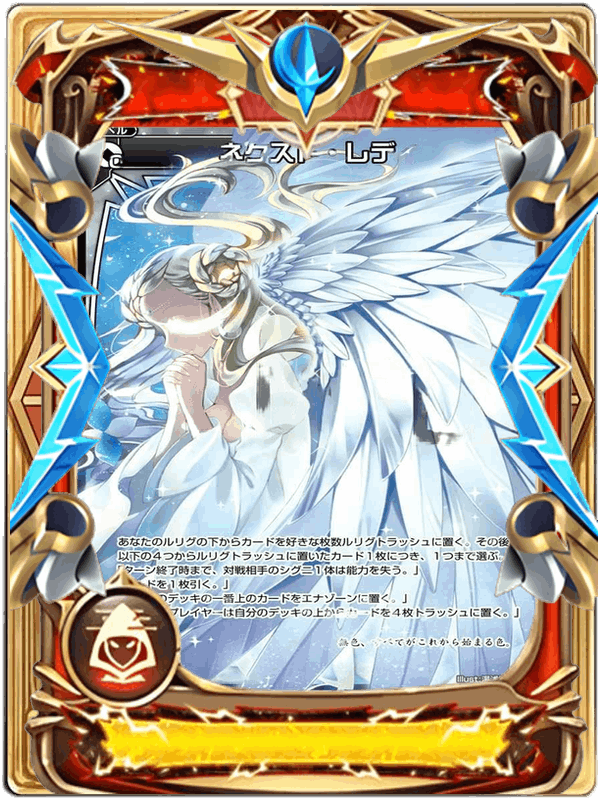 ベル
ネクスト・レデ
あなたのルリグの下からカードを好きな枚数ルリグトラッシュに置く。その後
以下の4つからルリグトラッシュに置いたカード1枚につき、1つまで選ぶ。
「ターン終了時まで、対戦相手のシグニ1体は能力を失う。」
ードを1枚引く。」
のデッキの一番上のカードをエナゾーンに置く。」
プレイヤーは自分のデッキの上からカードを4枚トラッシュに置く。」
無色、すべてがこれから始まる色。
Illust